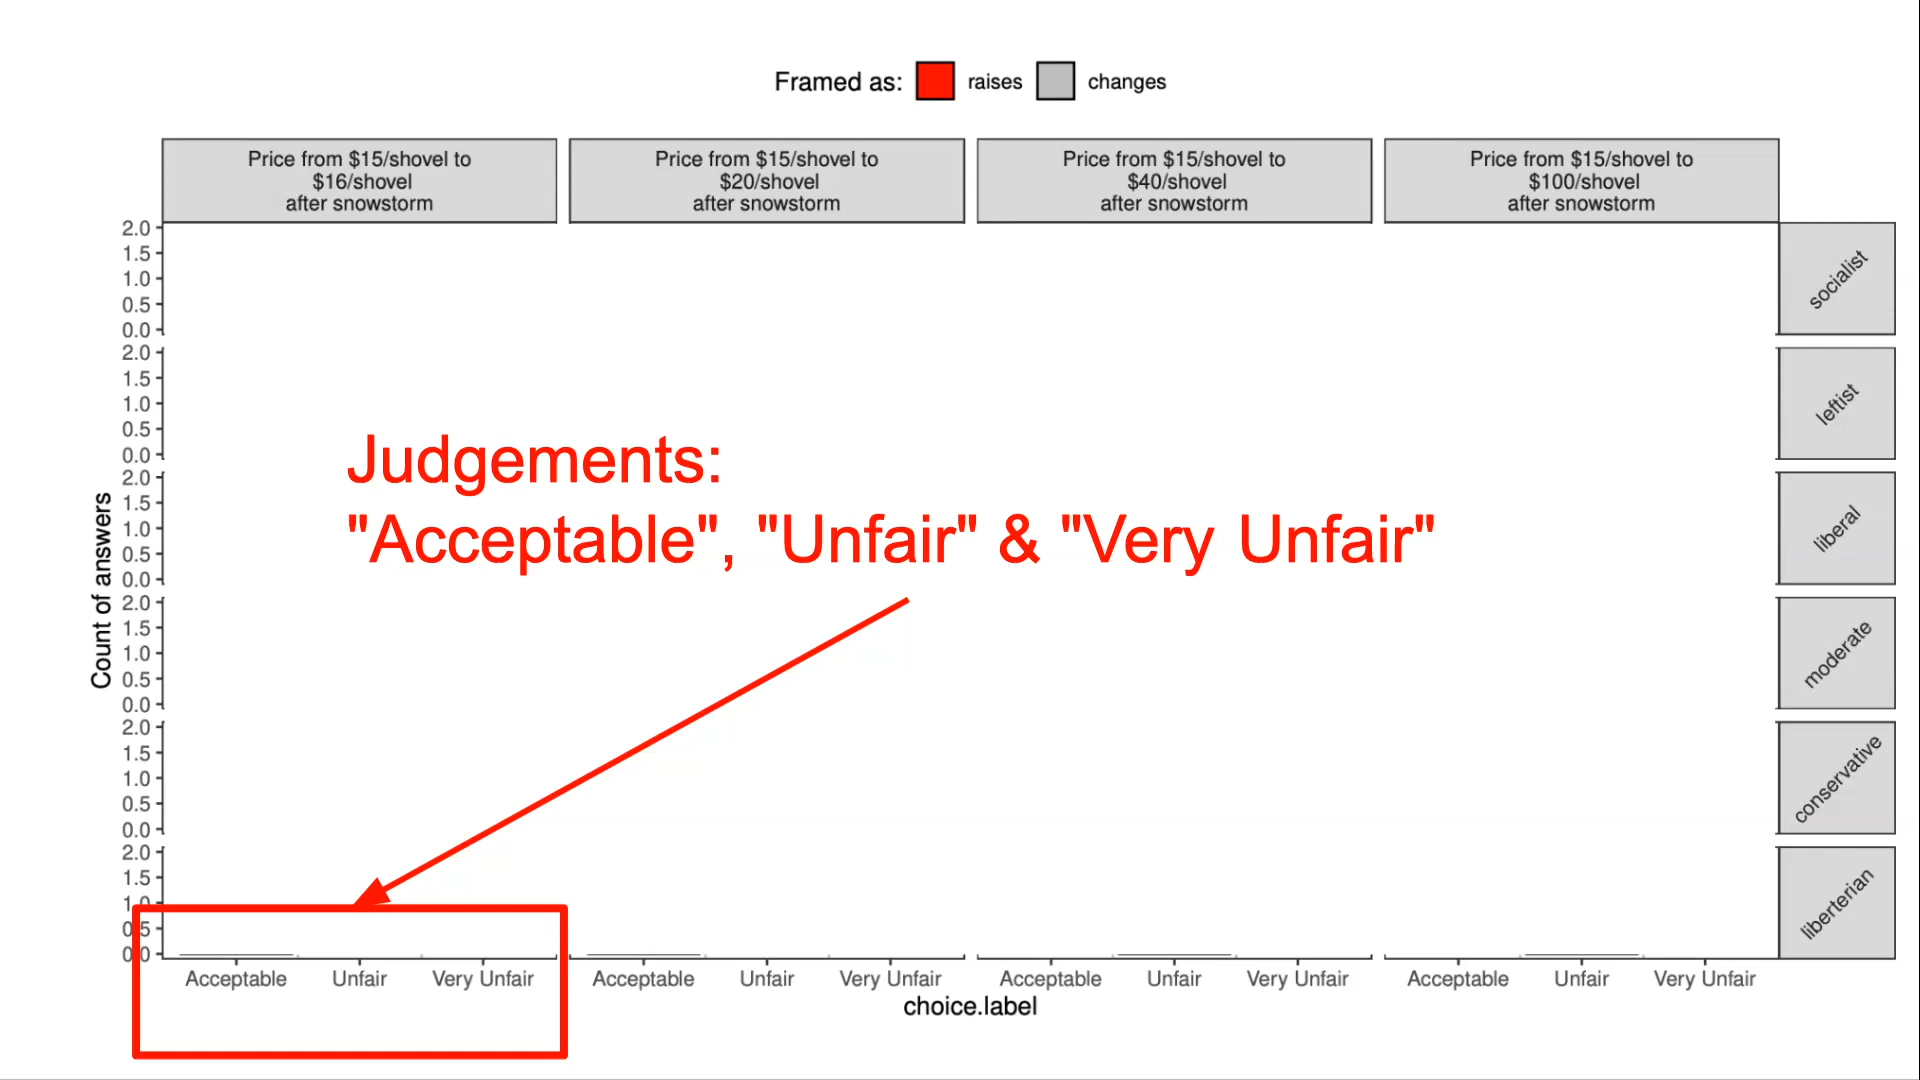 Framed as: raises changes
Price from $15/shovel to
$16/shovel
after snowstorm
Price from $15/shovel to
$20/shovel
after snowstorm
Price from $15/shovel to
$40/shovel
after snowstorm
Price from $15/shovel to
$100/shovel
after snowstorm
Count of answers
2.0
1.5
1.0
0.5
0.0
socialist
2.0
1.5
1.0
0.5
0.0
leftist
2.0
1.5
1.0
0.5
0.0
liberal
2.0
1.5
1.0
0.5
0.0
moderate
2.0
1.5
1.0
0.5
0.0
conservative
2.0
1.5
1.0
0.5
0.0
liberterian
Judgements:
"Acceptable", "Unfair" & "Very Unfair"
Acceptable Unfair Very Unfair Acceptable Unfair Very Unfair Acceptable Unfair Very Unfair Acceptable Unfair Very Unfair
choice.label